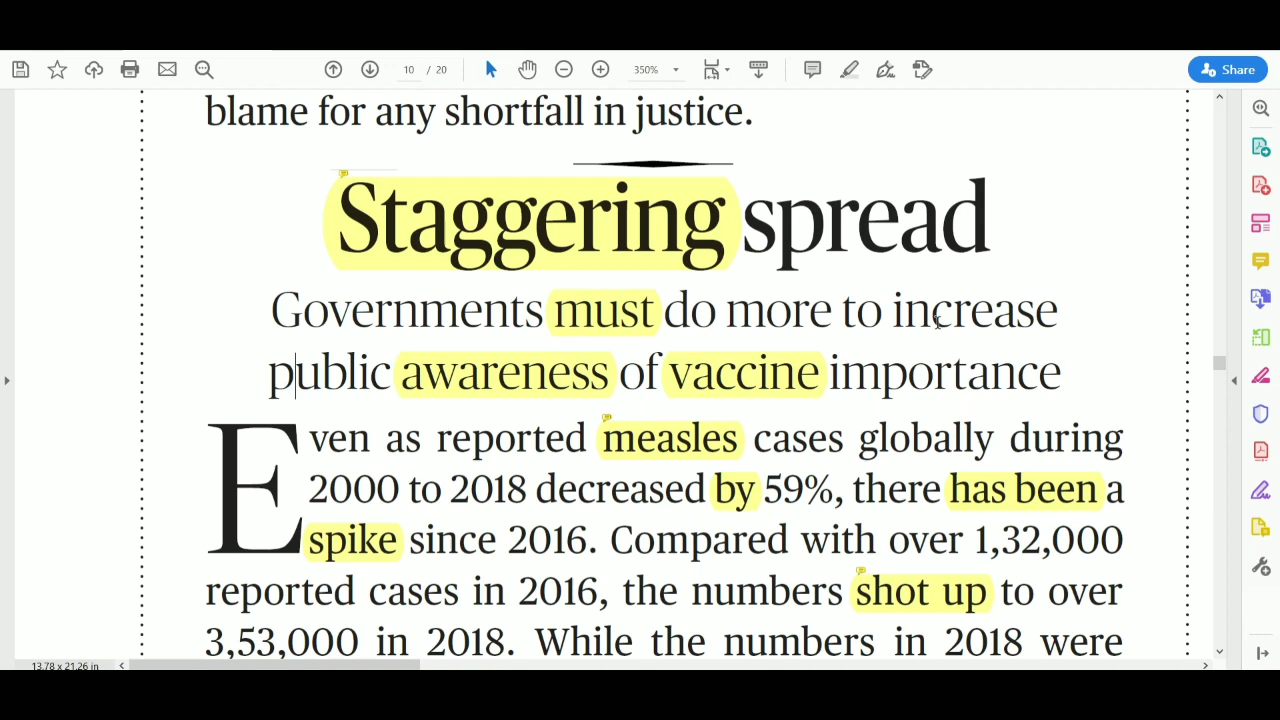 10 / 20
350%
Share
blame for any shortfall in justice.
Staggering spread
Governments must do more to increase
public awareness of vaccine importance
Even as reported measles cases globally during
2000 to 2018 decreased by 59%, there has been a
spike since 2016. Compared with over 1,32,000
reported cases in 2016, the numbers shot up to over
3,53,000 in 2018. While the numbers in 2018 were
13.78 x 21.26 in